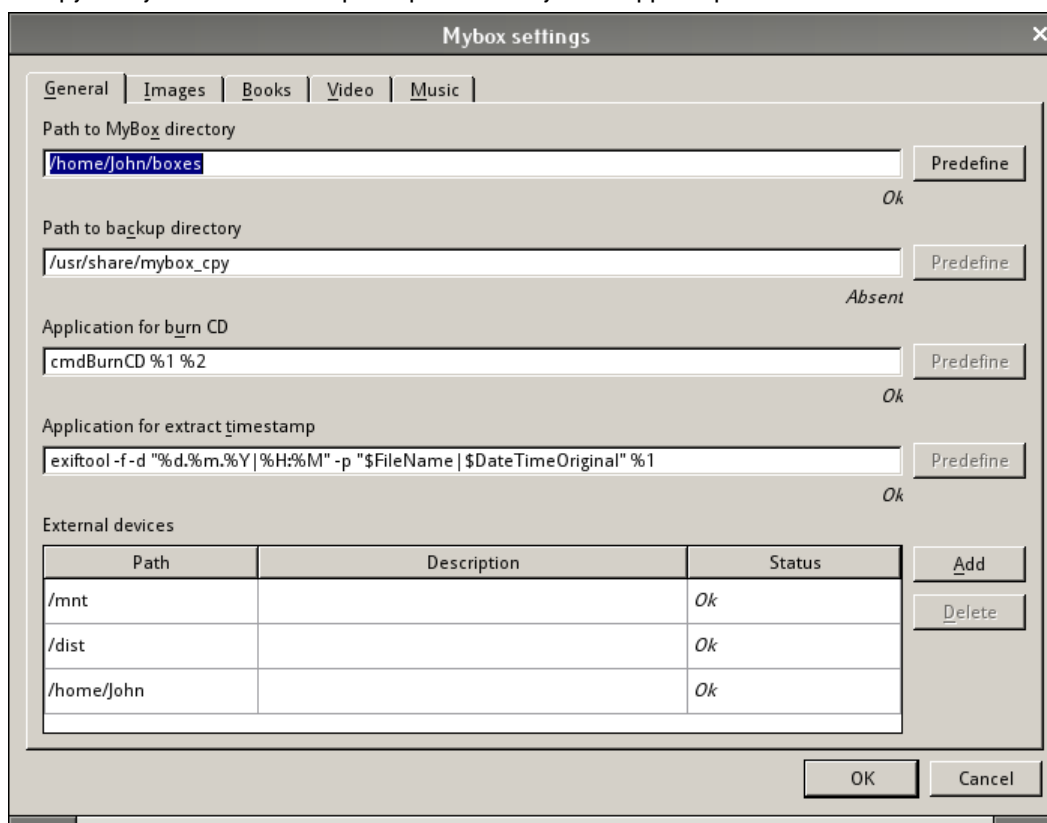 Mybox settings
General Images Books Video Music
Path to MyBox directory
/home/John/boxes Predefine
Ok
Path to backup directory
/usr/share/mybox_cpy Predefine
Absent
Application for burn CD
cmdBurnCD %1 %2 Predefine
Ok
Application for extract timestamp
exiftool -f -d "%d.%m.%Y|%H:%M" -p "$FileName|$DateTimeOriginal" %1 Predefine
Ok
External devices
Path Description Status Add
/mnt Ok
Delete
/dist Ok
/home/John Ok
OK Cancel